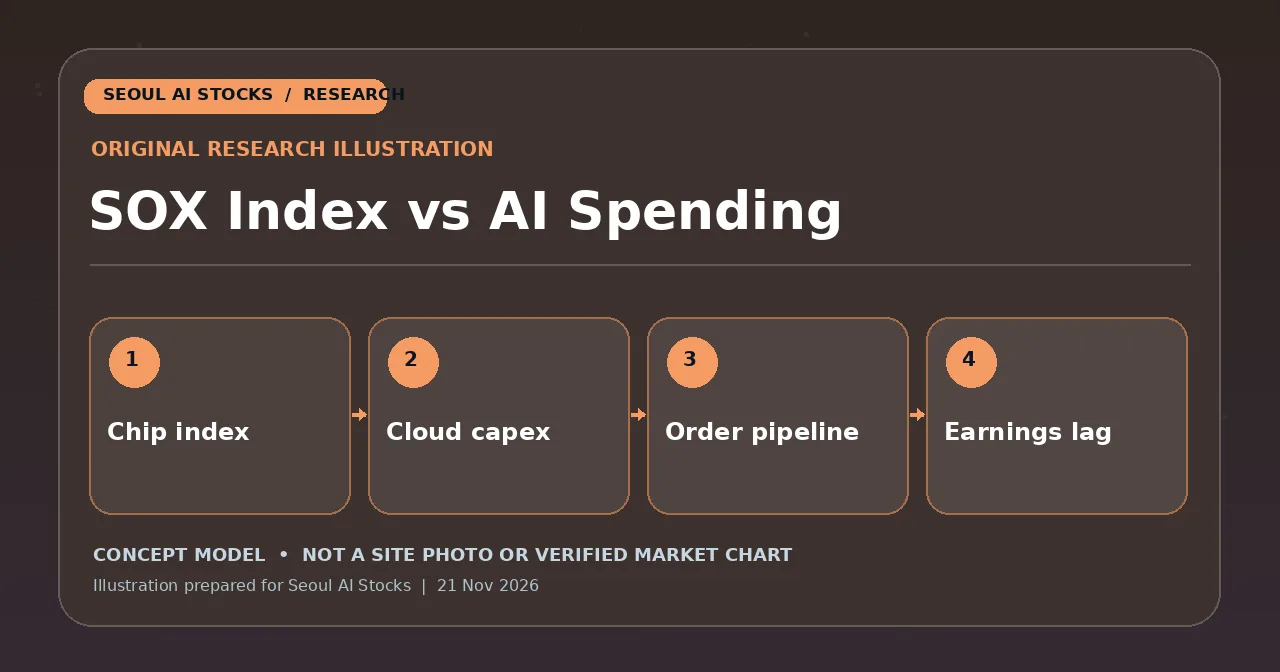 SEOUL AI STOCKS / RESEARCH
ORIGINAL RESEARCH ILLUSTRATION
SOX Index vs AI Spending
1
Chip index
2
Cloud capex
3
Order pipeline
4
Earnings lag
CONCEPT MODEL • NOT A SITE PHOTO OR VERIFIED MARKET CHART
Illustration prepared for Seoul AI Stocks | 21 Nov 2026